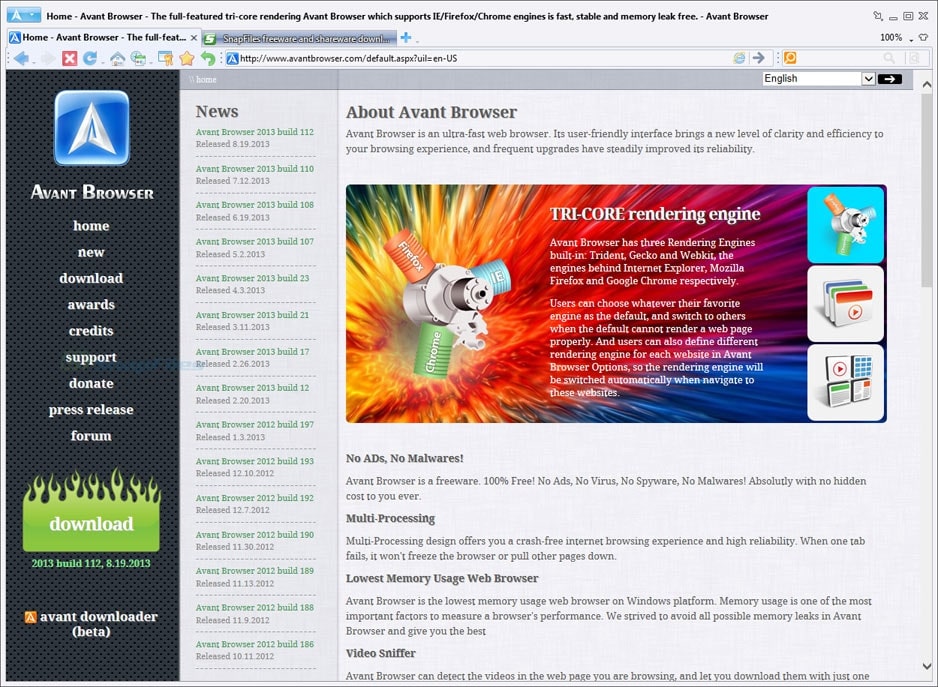 Home - Avant Browser - The full-featured tri-core rendering Avant Browser which supports IE/Firefox/Chrome engines is fast, stable and memory leak free. - Avant Browser
Home - Avant Browser - The full-feat...
SnapFiles freeware and shareware downl...
100%
http://www.avantbrowser.com/default.aspx?uil=en-US
\\ home
English
AVANT BROWSER
home
new
download
awards
credits
support
donate
press release
forum
download
2013 build 112, 8.19.2013
avant downloader
(beta)
News
Avant Browser 2013 build 112
Released 8.19.2013
Avant Browser 2013 build 110
Released 7.12.2013
Avant Browser 2013 build 108
Released 6.19.2013
Avant Browser 2013 build 107
Released 5.2.2013
Avant Browser 2013 build 23
Released 4.3.2013
Avant Browser 2013 build 21
Released 3.11.2013
Avant Browser 2013 build 17
Released 2.26.2013
Avant Browser 2013 build 12
Released 2.20.2013
Avant Browser 2012 build 197
Released 1.3.2013
Avant Browser 2012 build 193
Released 12.10.2012
Avant Browser 2012 build 192
Released 12.7.2012
Avant Browser 2012 build 190
Released 11.30.2012
Avant Browser 2012 build 189
Released 11.13.2012
Avant Browser 2012 build 188
Released 11.9.2012
Avant Browser 2012 build 186
Released 10.11.2012
About Avant Browser
Avant Browser is an ultra-fast web browser. Its user-friendly interface brings a new level of clarity and efficiency to
your browsing experience, and frequent upgrades have steadily improved its reliability.
Firefox
IE
Chrome
TRI-CORE rendering engine
Avant Browser has three Rendering Engines
built-in: Trident, Gecko and Webkit, the
engines behind Internet Explorer, Mozilla
Firefox and Google Chrome respectively.
Users can choose whatever their favorite
engine as the default, and switch to others
when the default cannot render a web page
properly. And users can also define different
rendering engine for each website in Avant
Browser Options, so the rendering engine will
be switched automatically when navigate to
these websites.
No ADs, No Malwares!
Avant Browser is a freeware. 100% Free! No Ads, No Virus, No Spyware, No Malwares! Absolutly with no hidden
cost to you ever.
Multi-Processing
Multi-Processing design offers you a crash-free internet browsing experience and high reliability. When one tab
fails, it won't freeze the browser or pull other pages down.
Lowest Memory Usage Web Browser
Avant Browser is the lowest memory usage web browser on Windows platform. Memory usage is one of the most
important factors to measure a browser's performance. We strived to avoid all possible memory leaks in Avant
Browser and give you the best
Video Sniffer
Avant Browser can detect the videos in the web page you are browsing, and let you download them with just one